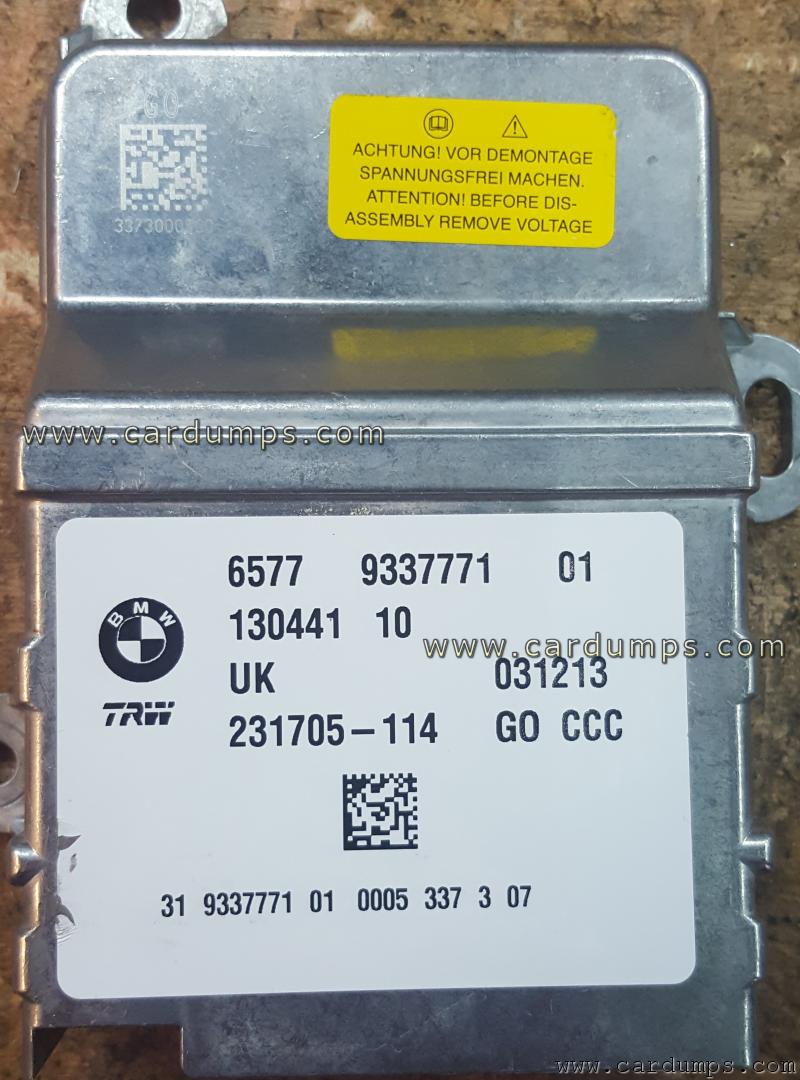 GO
ACHTUNG! VOR DEMONTAGE
SPANNUNGSFREI MACHEN.
ATTENTION! BEFORE DIS-
ASSEMBLY REMOVE VOLTAGE
www.cardumps.com
6577 9337771 01
BMW
130441 10
www.cardumps.com
UK 031213
TRW
231705-114 GO CCC
31 9337771 01 0005 337 3 07
www.cardumps.com